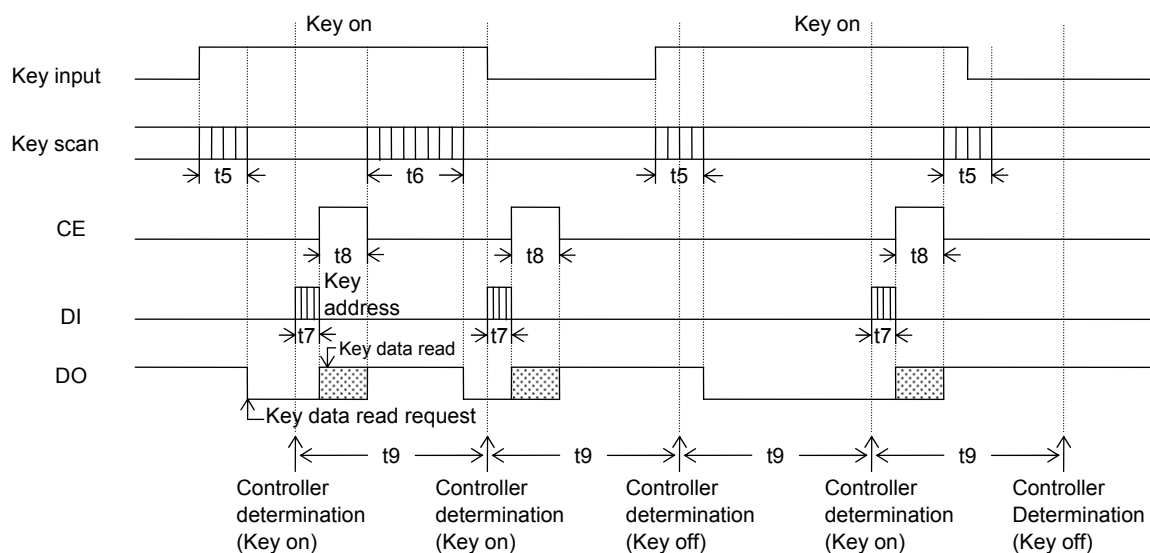 Key on
Key on
Key input
Key scan
t5
t6
t5
t5
CE
t8
t8
t8
Key
address
DI
t7
t7
t7
Key data read
DO
Key data read request
t9
t9
t9
t9
Controller
determination
(Key on)
Controller
determination
(Key on)
Controller
determination
(Key off)
Controller
determination
(Key on)
Controller
Determination
(Key off)